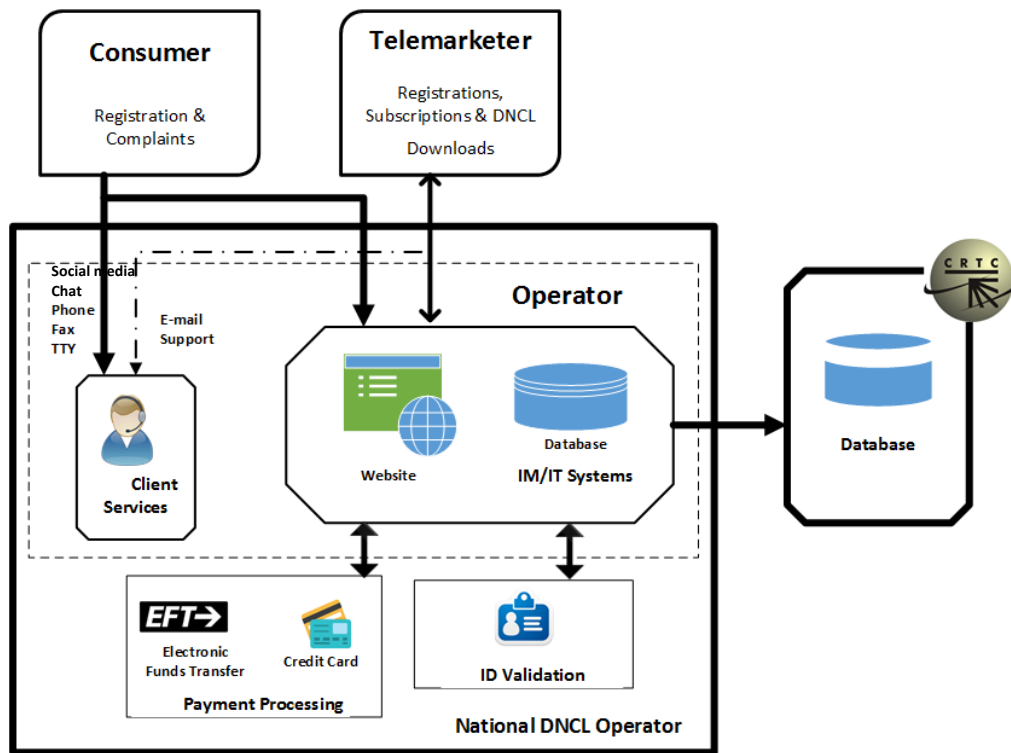 Consumer
Registration &
Complaints
Telemarketer
Registrations,
Subscriptions & DNCL
Downloads
CRTC
Social media
Chat
Phone
Fax
TTY
E-mail
Support
Operator
Client
Services
Website
Database
IM/IT Systems
Database
EFT
Electronic
Funds Transfer
Credit Card
Payment Processing
ID Validation
National DNCL Operator